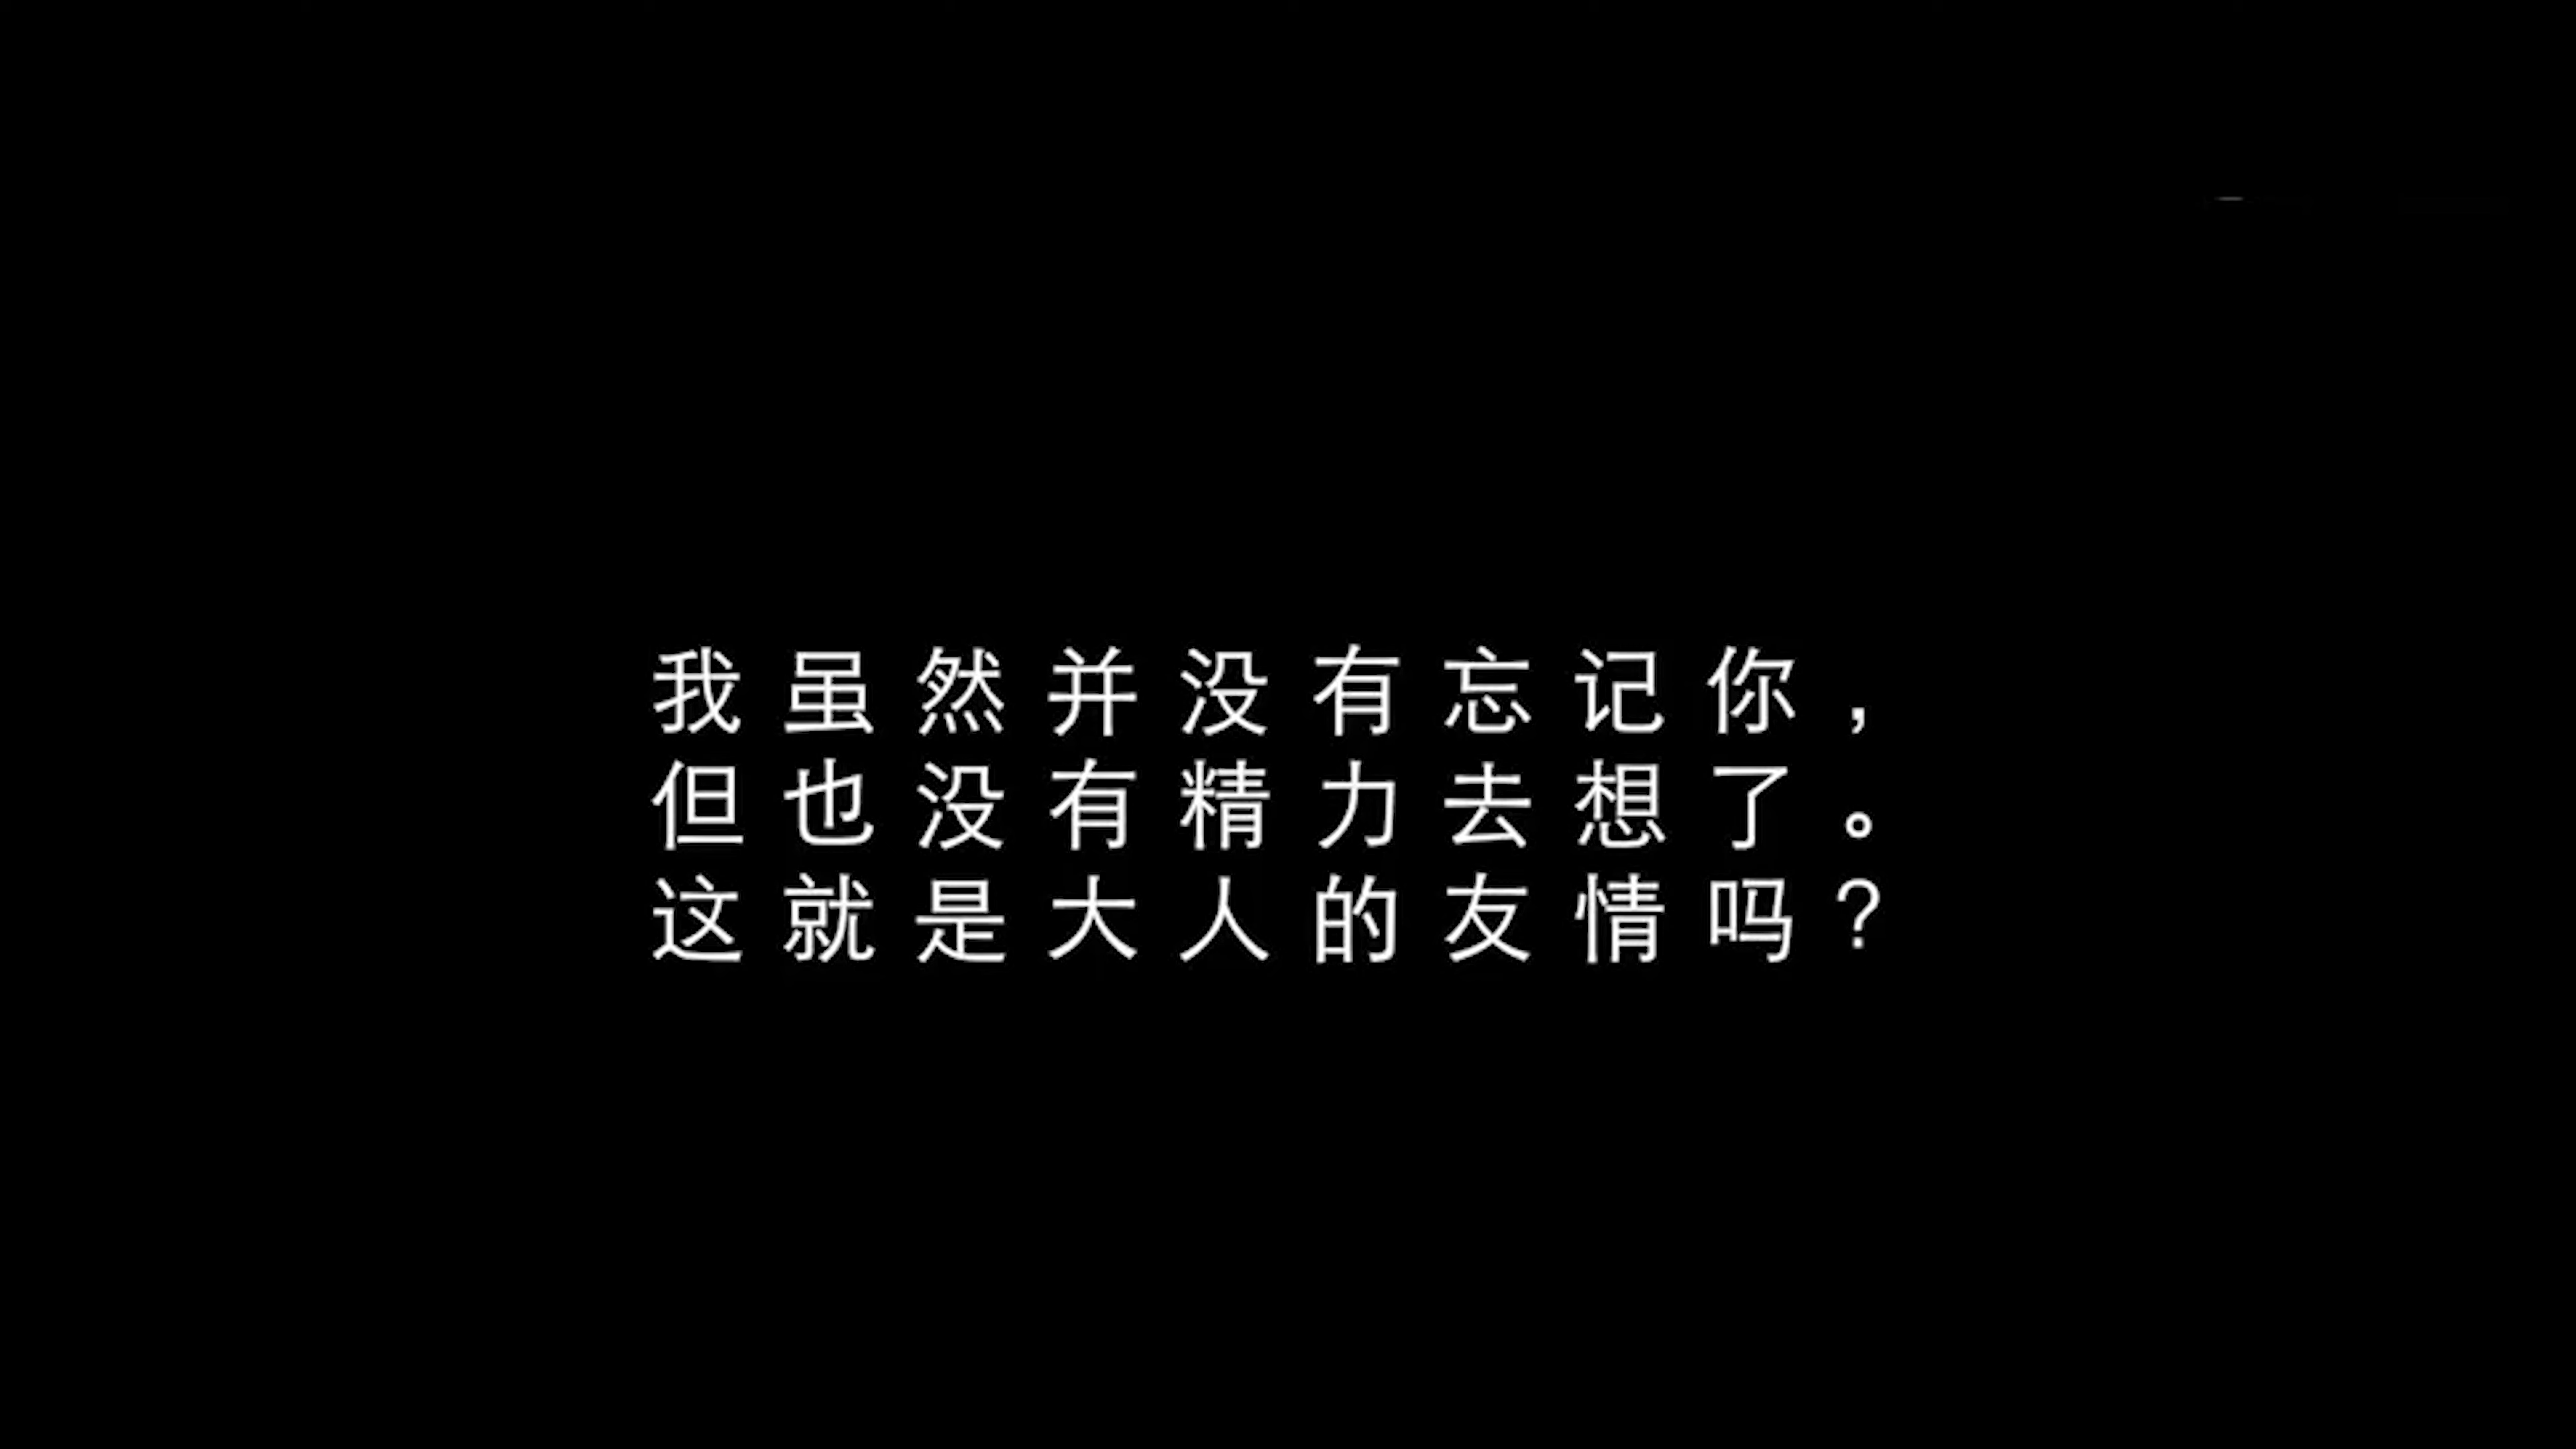 我虽然并没有忘记你，
但也没有精力去想了。
这就是大人的友情吗？